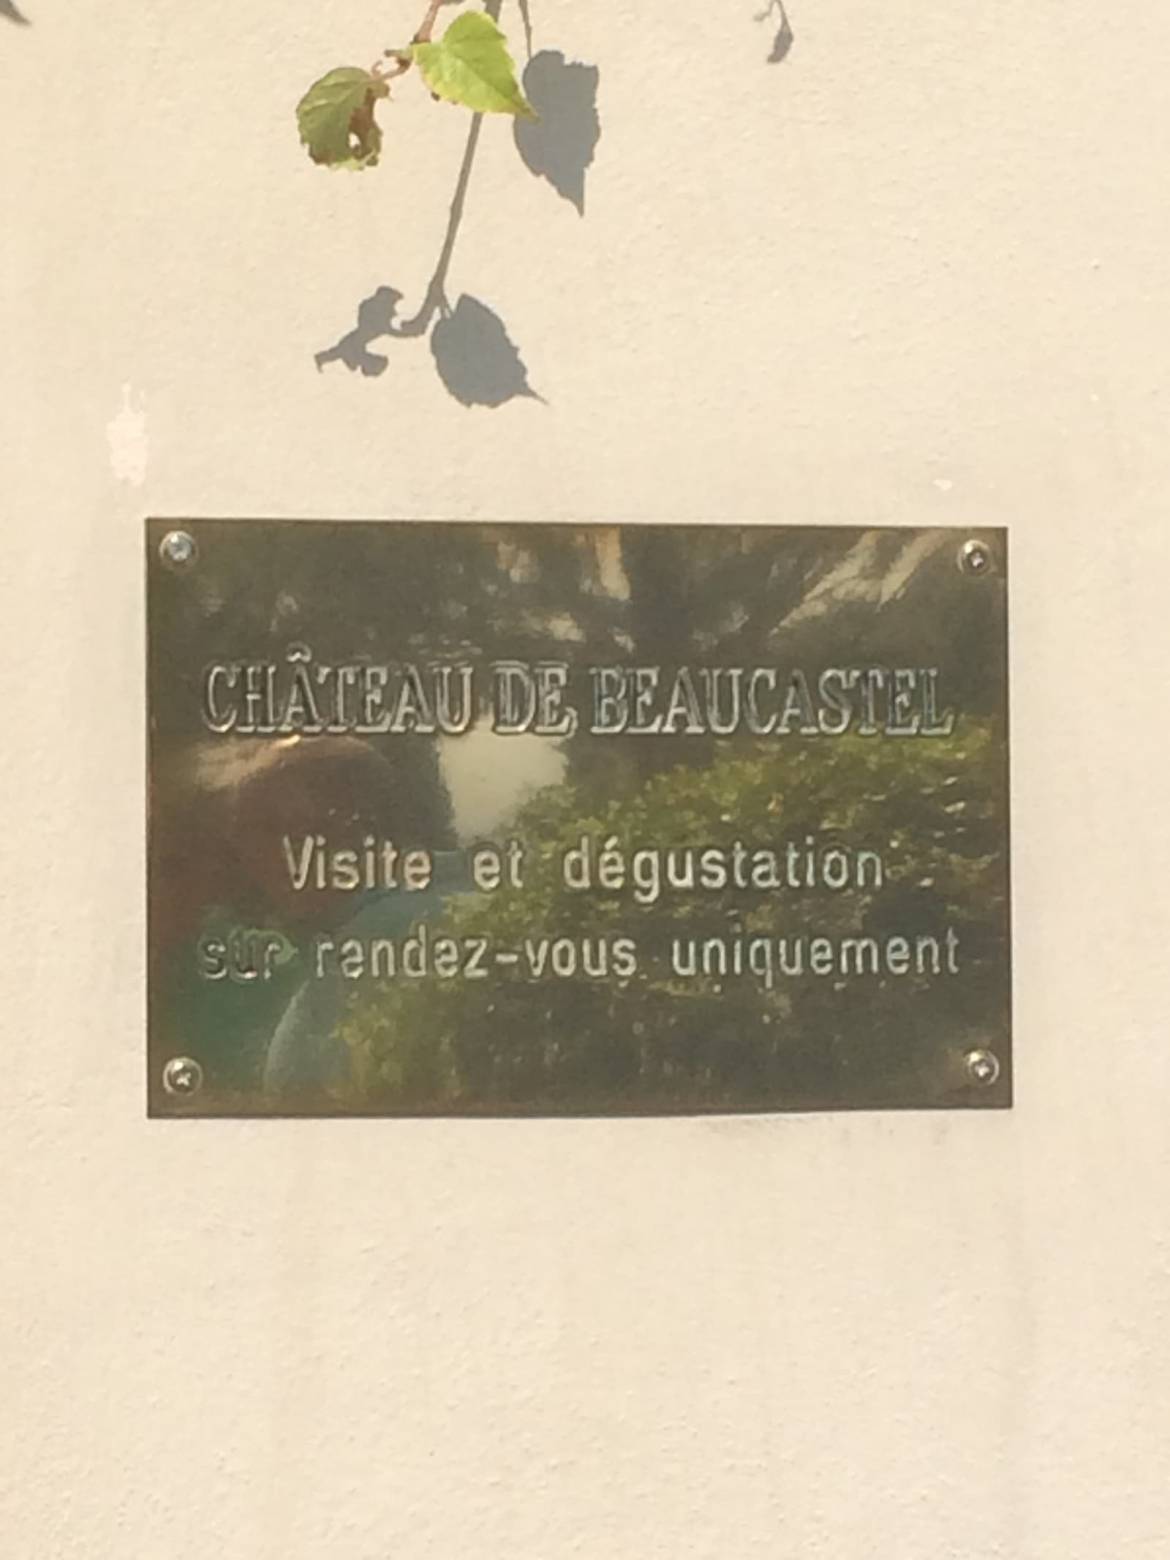 CHÂTEAU DE BEAUCASTEL
Visite et dégustation
sur rendez-vous uniquement